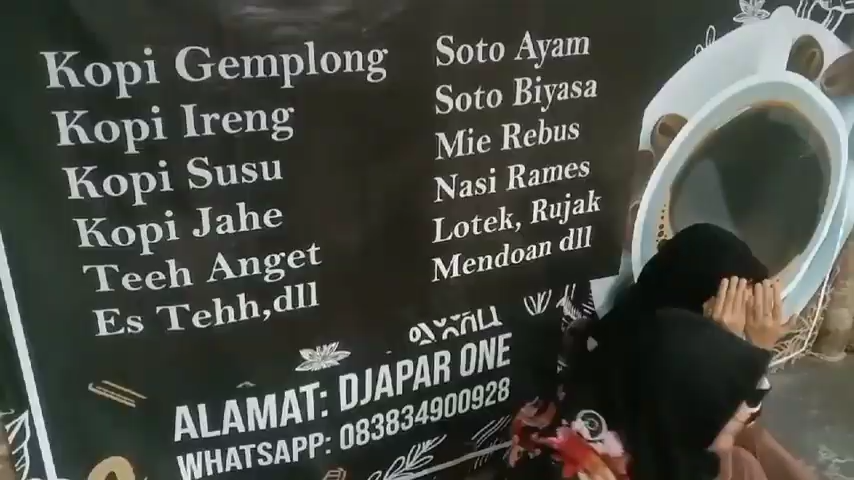 Kopi Gemplong
Kopi Ireng
Kopi Susu
Kopi Jahe
Teeh Anget
Es Tehh,dll
Soto Ayam
Soto Biyasa
Mie Rebus
Nasi Rames
Lotek, Rujak
Mendoan dll
ALAMAT: DJAPAR ONE
WHATSAPP: 083834900928